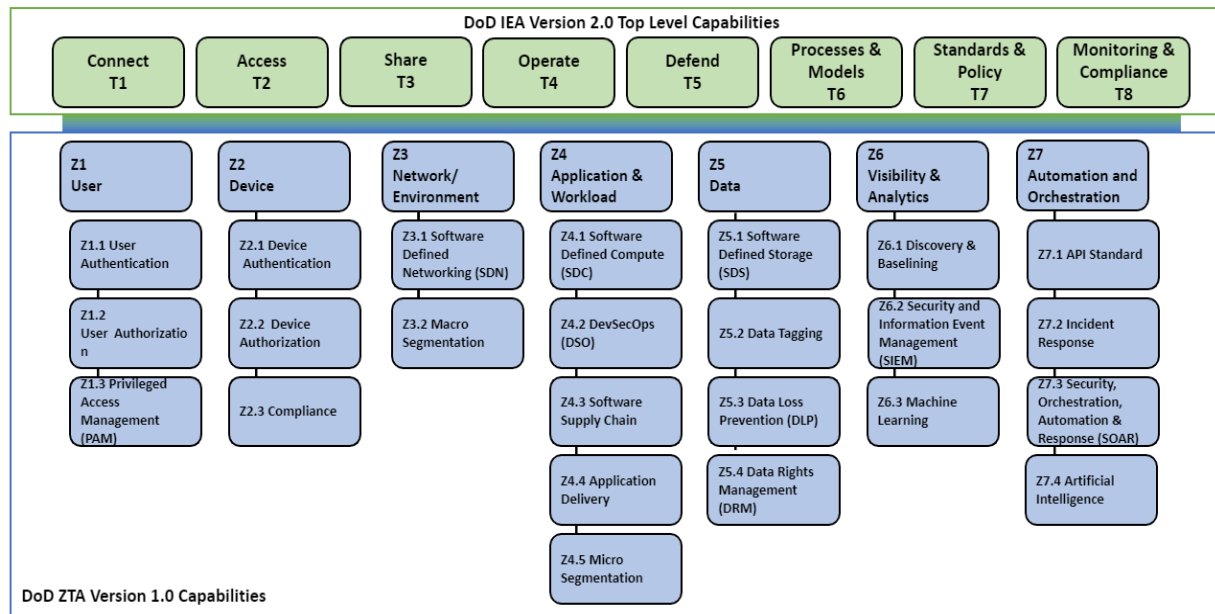 DoD IEA Version 2.0 Top Level Capabilities
Connect
T1
Access
T2
Share
T3
Operate
T4
Defend
T5
Processes &
Models
T6
Standards &
Policy
T7
Monitoring &
Compliance
T8
Z1
User
Z1.1 User
Authentication
Z1.2
User Authorizatio
n
Z1.3 Privileged
Access
Management
(PAM)
Z2
Device
Z2.1 Device
Authentication
Z2.2 Device
Authorization
Z2.3 Compliance
Z3
Network/
Environment
Z3.1 Software
Defined
Networking (SDN)
Z3.2 Macro
Segmentation
Z4
Application &
Workload
Z4.1 Software
Defined Compute
(SDC)
Z4.2 DevSecOps
(DSO)
Z4.3 Software
Supply Chain
Z4.4 Application
Delivery
Z4.5 Micro
Segmentation
Z5
Data
Z5.1 Software
Defined Storage
(SDS)
Z5.2 Data Tagging
Z5.3 Data Loss
Prevention (DLP)
Z5.4 Data Rights
Management
(DRM)
Z6
Visibility &
Analytics
Z6.1 Discovery &
Baselining
Z6.2 Security and
Information Event
Management
(SIEM)
Z6.3 Machine
Learning
Z7
Automation and
Orchestration
Z7.1 API Standard
Z7.2 Incident
Response
Z7.3 Security,
Orchestration,
Automation &
Response (SOAR)
Z7.4 Artificial
Intelligence
DoD ZTA Version 1.0 Capabilities